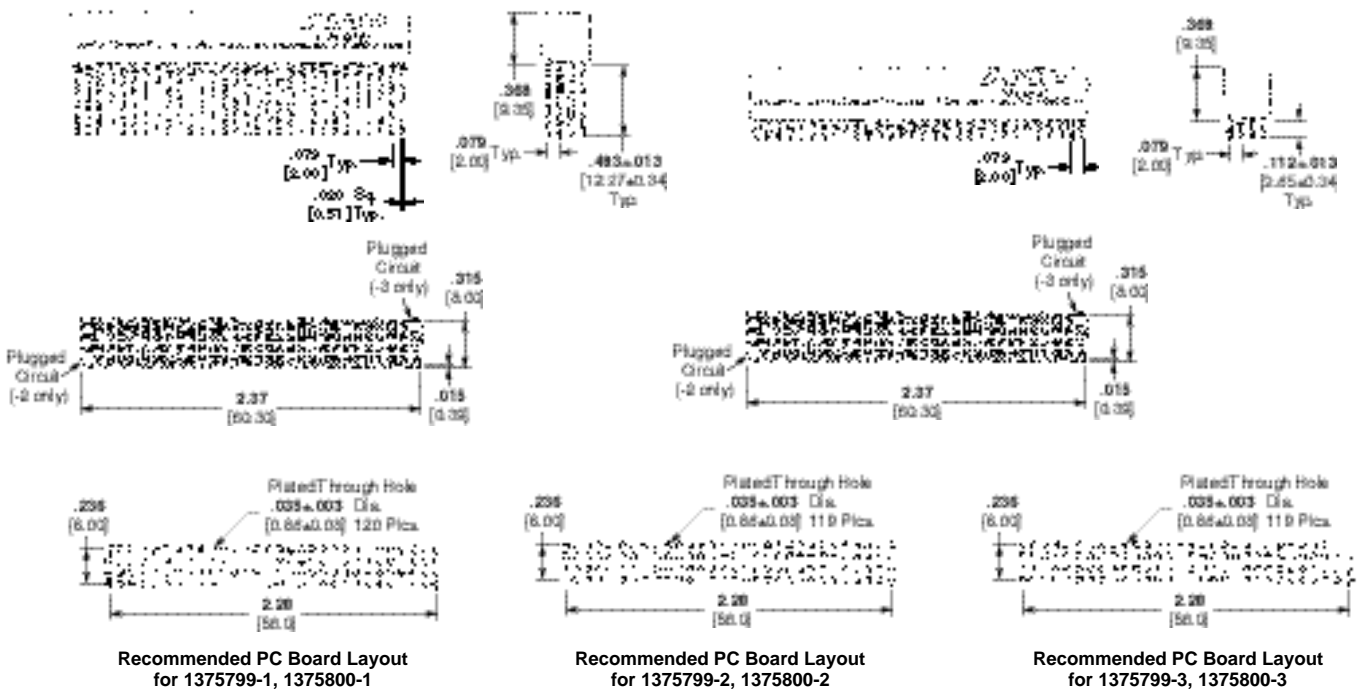 .368
[9.35]
.079
[2.00] Typ.
.020 Sq.
[0.51] Typ.
.079
[2.00] Typ.
.483±.013
[12.27±0.34]
Typ.
.368
[9.35]
.079
[2.00] Typ.
.079
[2.00] Typ.
.112±.013
[2.85±0.34]
Typ.
Plugged
Circuit
(-3 only)
.315
[8.00]
Plugged
Circuit
(-2 only)
2.37
[60.30]
.015
[0.39]
Plugged
Circuit
(-3 only)
.315
[8.00]
Plugged
Circuit
(-2 only)
2.37
[60.30]
.015
[0.39]
Plated Through Hole
.035±.003 Dia.
[0.88±0.08] 120 Plcs.
.236
[6.00]
2.28
[58.0]
Recommended PC Board Layout
for 1375799-1, 1375800-1
Plated Through Hole
.035±.003 Dia.
[0.88±0.08] 119 Plcs.
.236
[6.00]
2.28
[58.0]
Recommended PC Board Layout
for 1375799-2, 1375800-2
Plated Through Hole
.035±.003 Dia.
[0.88±0.08] 119 Plcs.
.236
[6.00]
2.28
[58.0]
Recommended PC Board Layout
for 1375799-3, 1375800-3